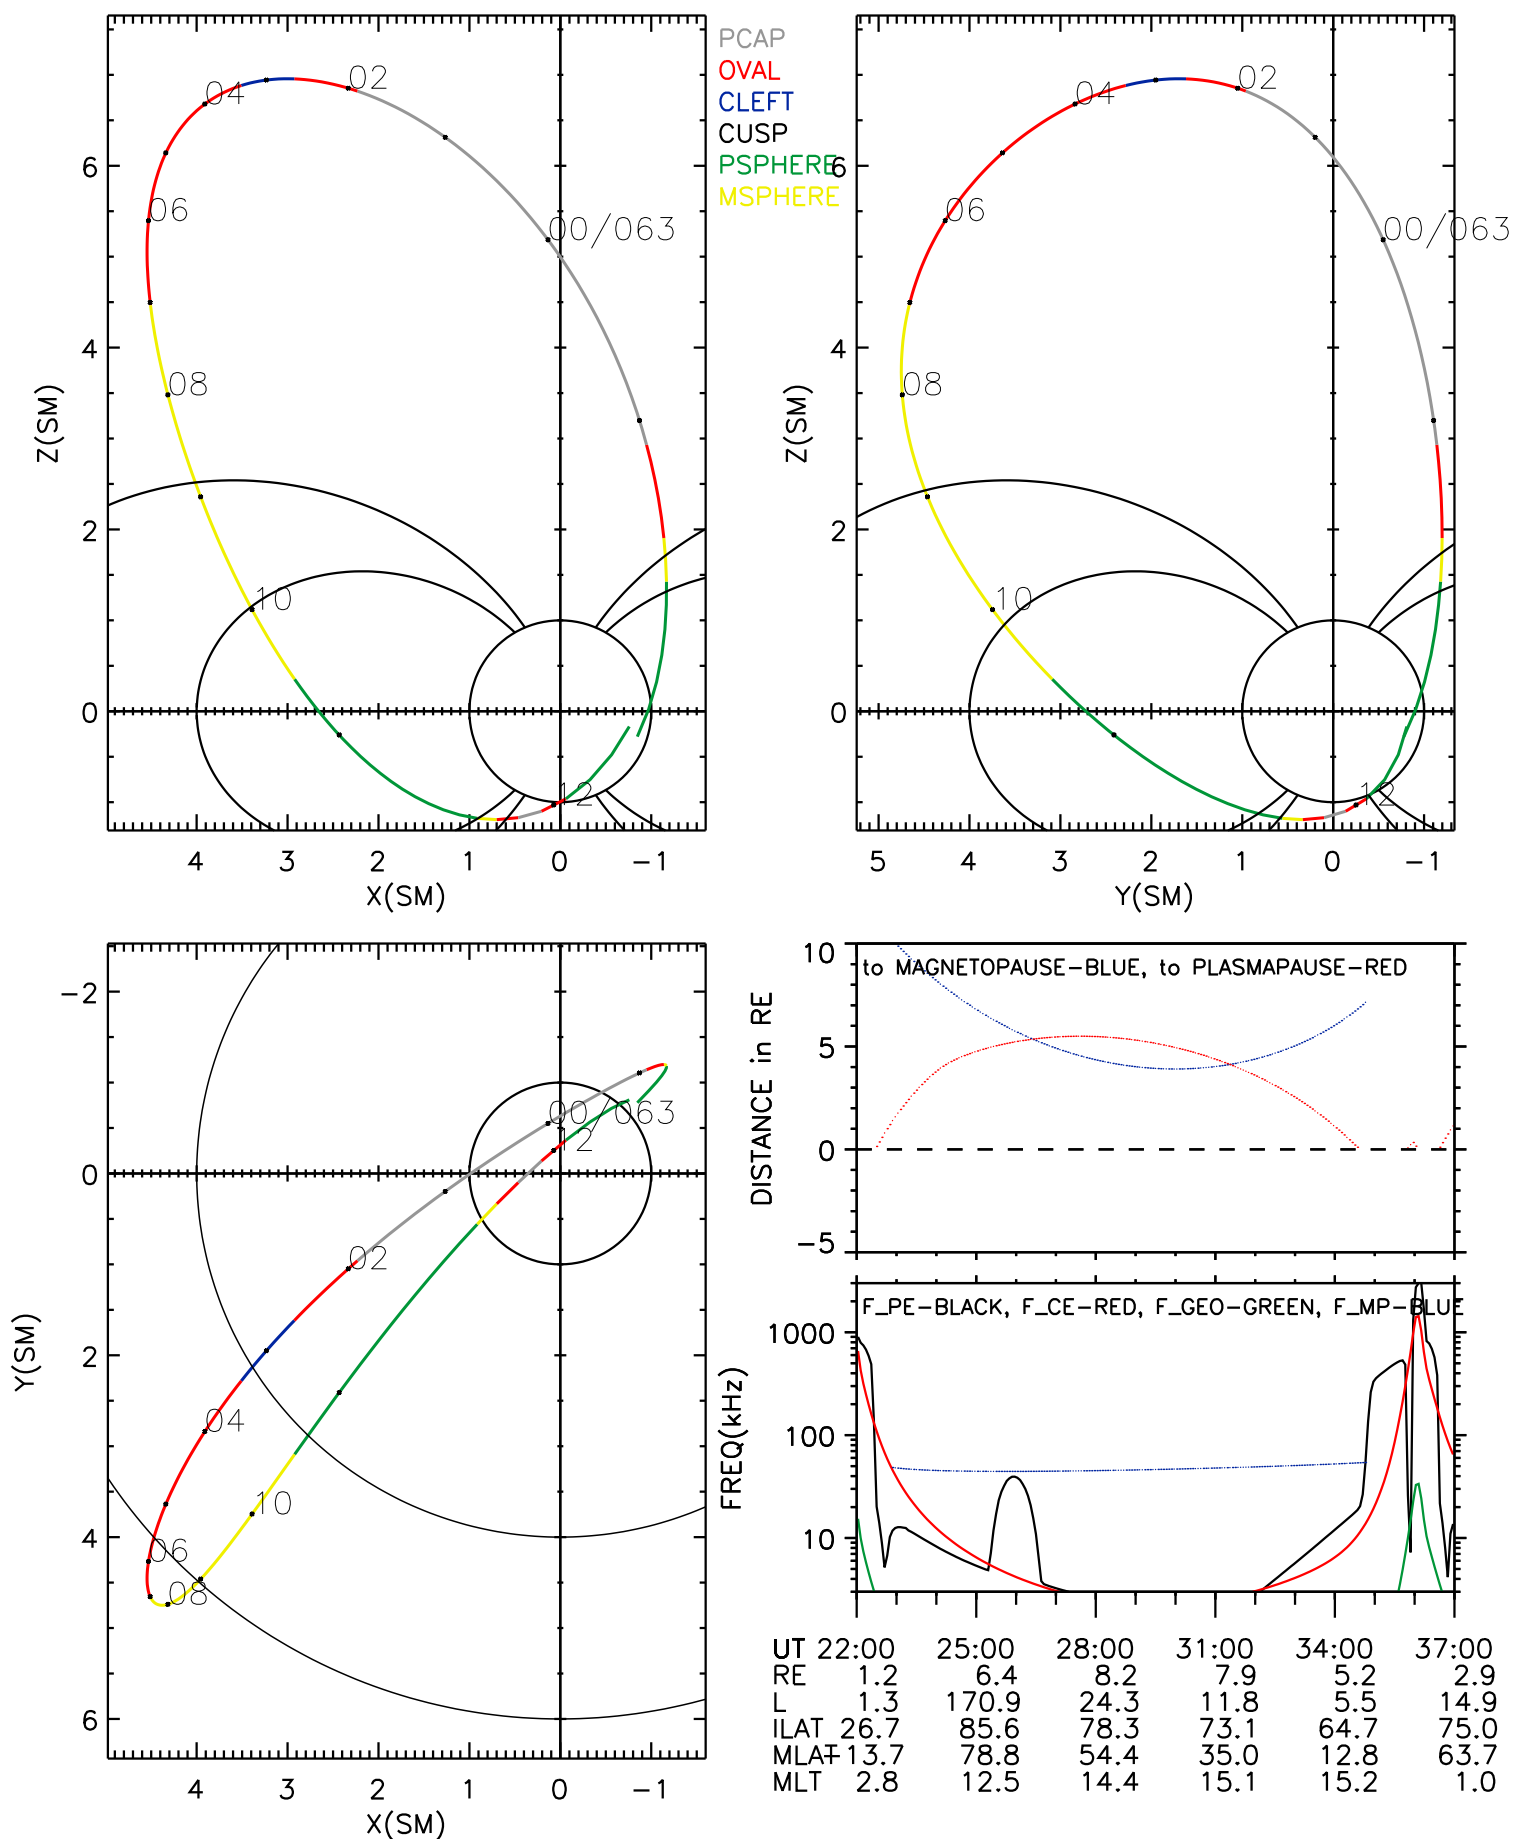 PCAP
OVAL
CLEFT
CUSP
PSPHERE
MSPHERE
02
04
06
00/063
08
10
12
6
4
2
0
Z(SM)
4 3 2 1 0 -1
X(SM)
02
04
06
00/063
08
10
12
6
4
2
0
Z(SM)
5 4 3 2 1 0 -1
Y(SM)
-2
0
2
4
6
Y(SM)
00/063
12
02
04
10
06
08
4 3 2 1 0 -1
X(SM)
10
5
0
-5
DISTANCE in RE
to MAGNETOPAUSE-BLUE, to PLASMAPAUSE-RED
F_PE-BLACK, F_CE-RED, F_GEO-GREEN, F_MP-BLUE
1000
100
10
FREQ(kHz)
UT 22:00 25:00 28:00 31:00 34:00 37:00
RE 1.2 6.4 8.2 7.9 5.2 2.9
L 1.3 170.9 24.3 11.8 5.5 14.9
ILAT 26.7 85.6 78.3 73.1 64.7 75.0
MLAT -13.7 78.8 54.4 35.0 12.8 63.7
MLT 2.8 12.5 14.4 15.1 15.2 1.0